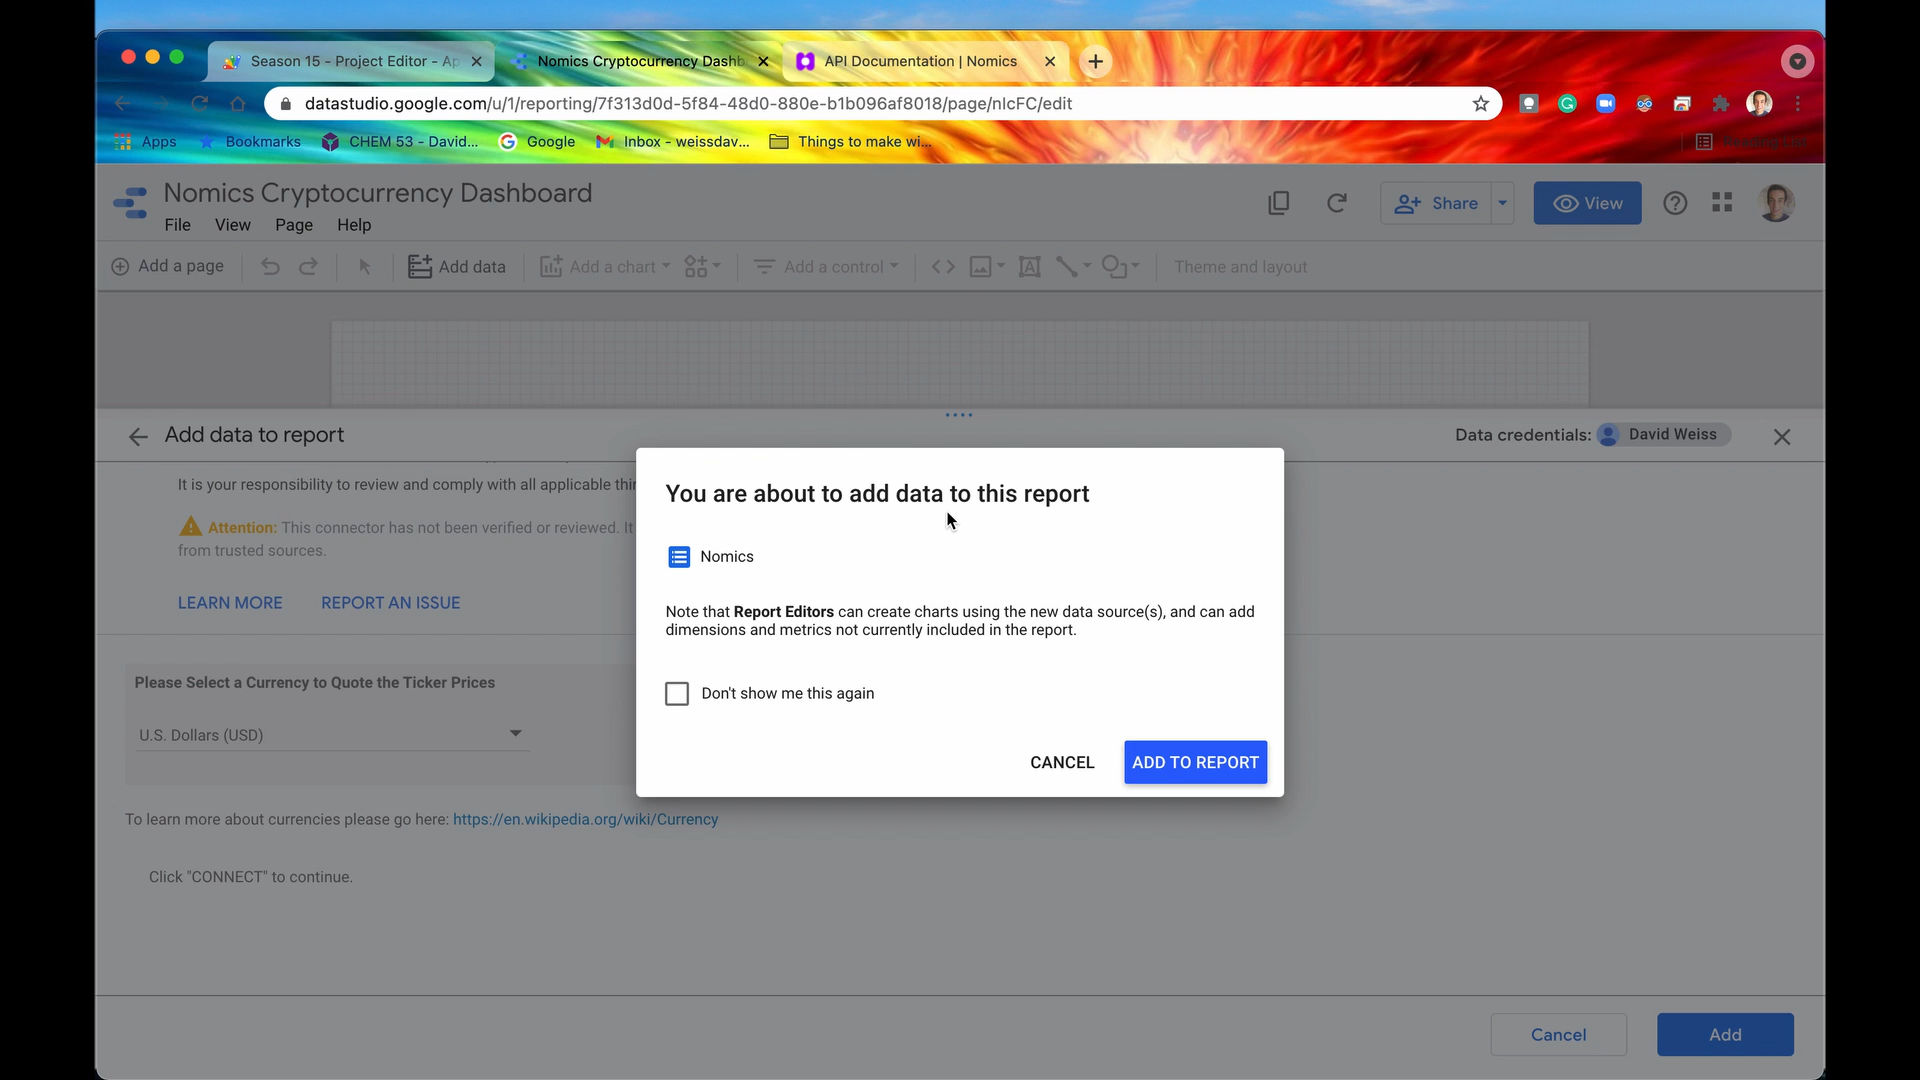 Season 15 - Project Editor - Ap
Nomics Cryptocurrency Dashb
API Documentation | Nomics
datastudio.google.com/u/1/reporting/7f313d0d-5f84-48d0-880e-b1b096af8018/page/nIcFC/edit
Apps
Bookmarks
CHEM 53 - David...
Google
Inbox - weissdav...
Things to make wi...
Reading List
Nomics Cryptocurrency Dashboard
File
View
Page
Help
Share
View
Add a page
Add data
Add a chart
Add a control
Theme and layout
Add data to report
Data credentials:
David Weiss
It is your responsibility to review and comply with all applicable thi
Attention: This connector has not been verified or reviewed. It
from trusted sources.
LEARN MORE
REPORT AN ISSUE
You are about to add data to this report
Nomics
Note that Report Editors can create charts using the new data source(s), and can add
dimensions and metrics not currently included in the report.
Don't show me this again
CANCEL
ADD TO REPORT
Please Select a Currency to Quote the Ticker Prices
U.S. Dollars (USD)
To learn more about currencies please go here: https://en.wikipedia.org/wiki/Currency
Click "CONNECT" to continue.
Cancel
Add